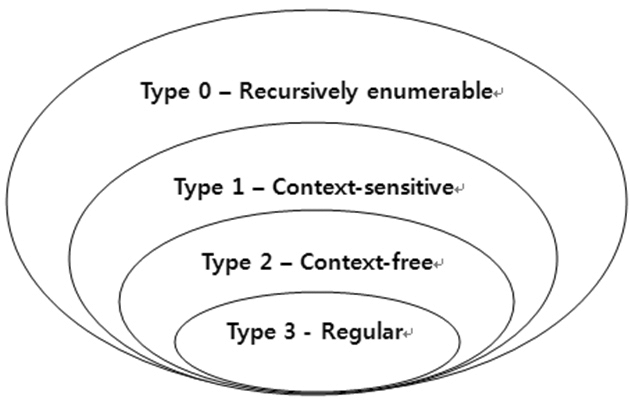 Type 0 – Recursively enumerable↵
Type 1 – Context-sensitive↵
Type 2 – Context-free↵
Type 3 - Regular↵